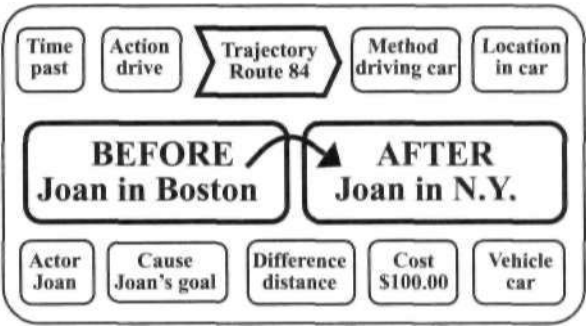 Time
past
Action
drive
Trajectory
Route 84
Method
driving car
Location
in car
BEFORE
Joan in Boston
AFTER
Joan in N.Y.
Actor
Joan
Cause
Joan's goal
Difference
distance
Cost
$100.00
Vehicle
car